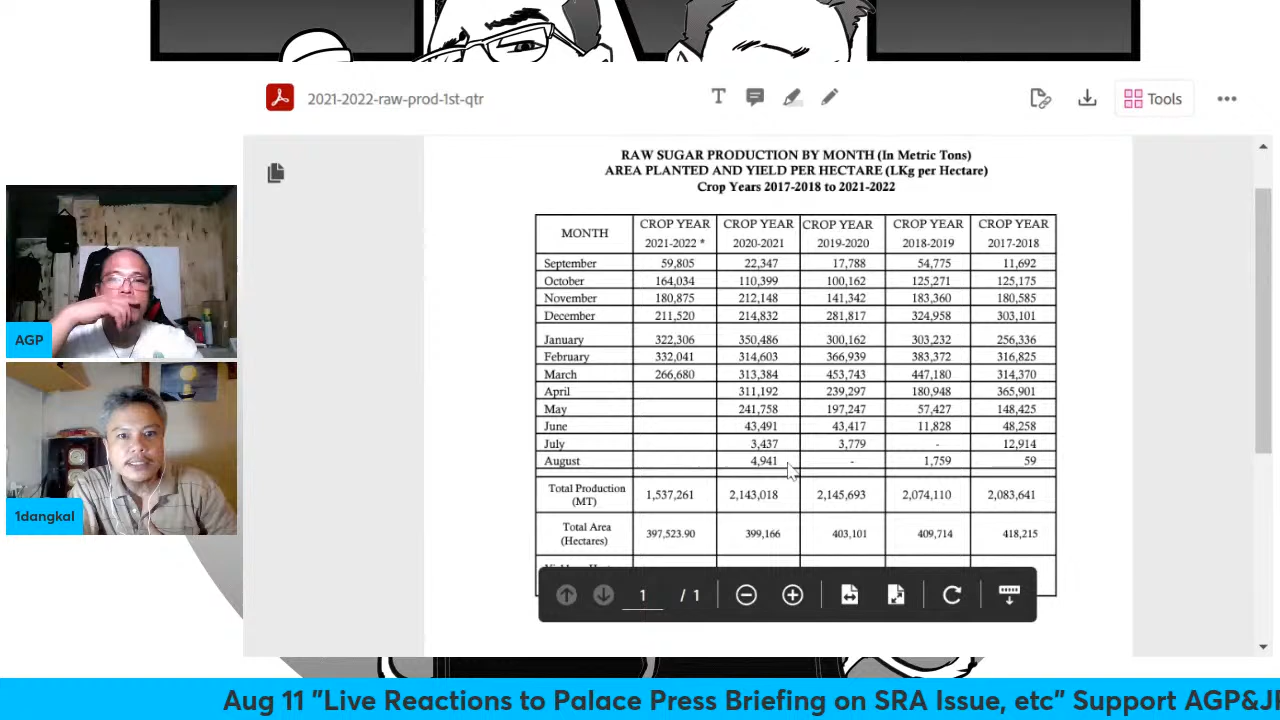 2021-2022-raw-prod-1st-qtr
Tools
RAW SUGAR PRODUCTION BY MONTH (In Metric Tons)
AREA PLANTED AND YIELD PER HECTARE (LKg per Hectare)
Crop Years 2017-2018 to 2021-2022
MONTH CROP YEAR 2021-2022 * CROP YEAR 2020-2021 CROP YEAR 2019-2020 CROP YEAR 2018-2019 CROP YEAR 2017-2018
September 59,805 22,347 17,788 54,775 11,692
October 164,034 110,399 100,162 125,271 125,175
November 180,875 212,148 141,342 183,360 180,585
December 211,520 214,832 281,817 324,958 303,101
January 322,306 350,486 300,162 303,232 256,336
February 332,041 314,603 366,939 383,372 316,825
March 266,680 313,384 453,743 447,180 314,370
April 311,192 239,297 180,948 365,901
May 241,758 197,247 57,427 148,425
June 43,491 43,417 11,828 48,258
July 3,437 3,779 - 12,914
August 4,941 - 1,759 59
Total Production (MT) 1,537,261 2,143,018 2,145,693 2,074,110 2,083,641
Total Area (Hectares) 397,523.90 399,166 403,101 409,714 418,215
1 / 1
AGP
1dangkal
Aug 11 "Live Reactions to Palace Press Briefing on SRA Issue, etc" Support AGP&JI